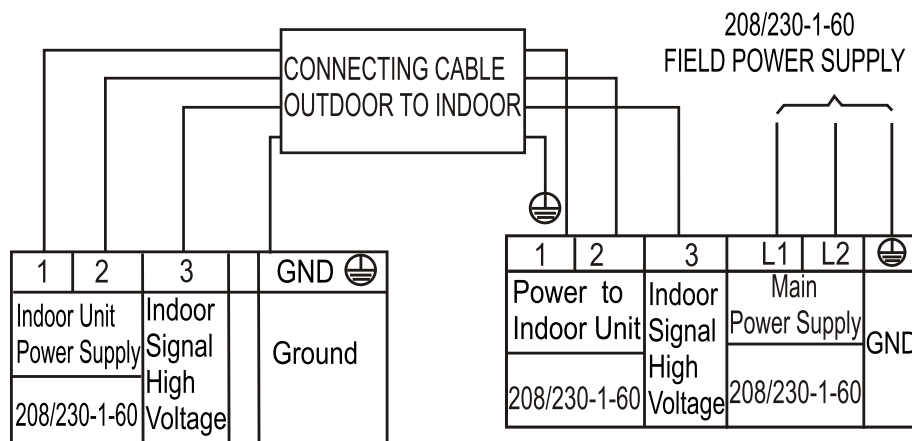 208/230-1-60
FIELD POWER SUPPLY
CONNECTING CABLE
OUTDOOR TO INDOOR
1 2 3 GND
Indoor Unit
Power Supply
208/230-1-60
Indoor
Signal
High
Voltage
Ground
1 2 3 L1 L2
Power to
Indoor Unit
208/230-1-60
Indoor
Signal
High
Voltage
Main
Power Supply
208/230-1-60
GND